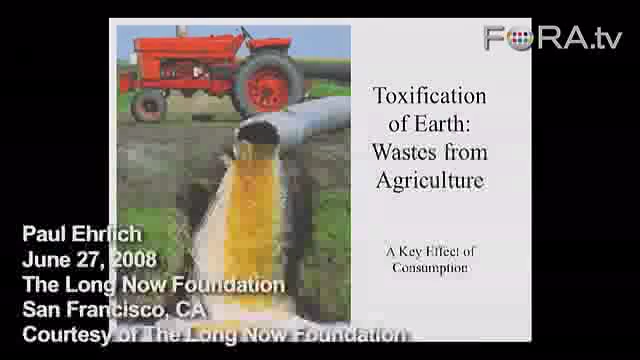 FORA.tv
Toxification
of Earth:
Wastes from
Agriculture
A Key Effect of
Consumption
Paul Ehrlich
June 27, 2008
The Long Now Foundation
San Francisco, CA
Courtesy of The Long Now Foundation